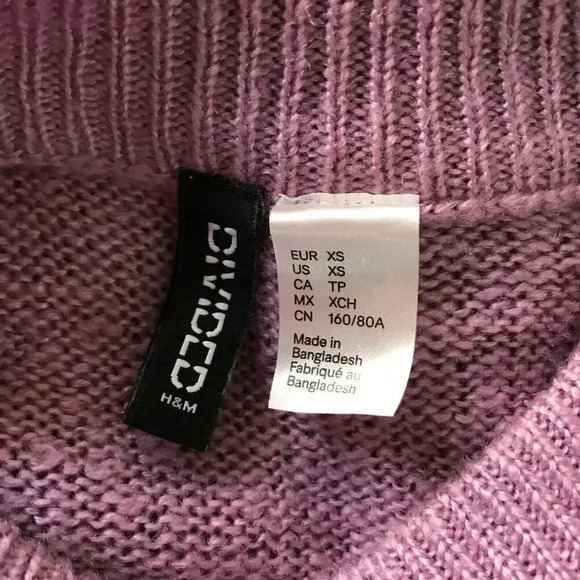 DIVIDED
H&M
EUR XS
US XS
CA TP
MX XCH
CN 160/80A
Made in
Bangladesh
Fabriqué au
Bangladesh